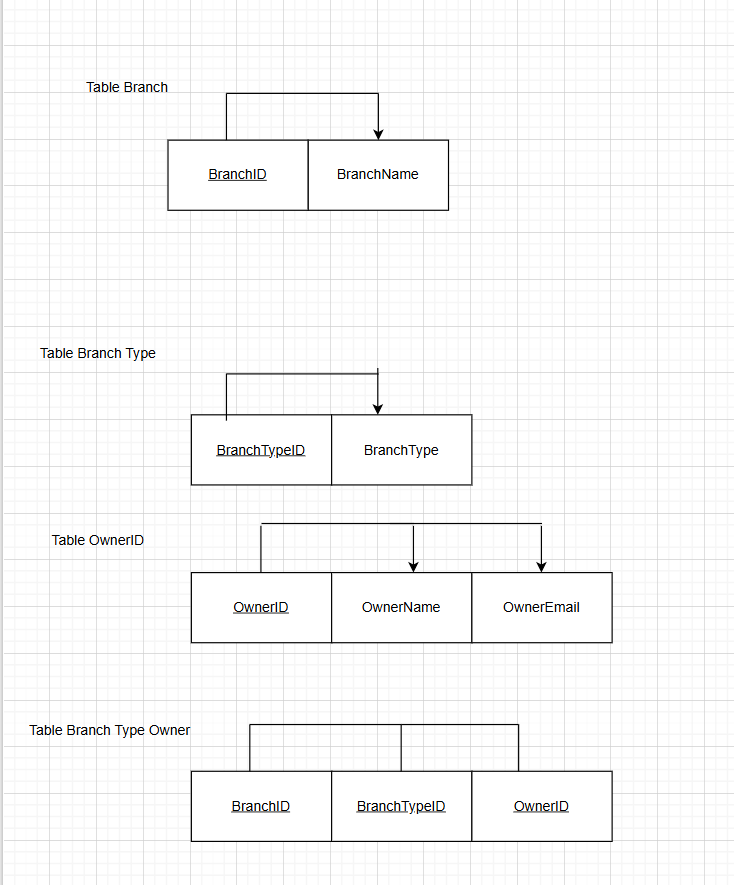 Table Branch
BranchID
BranchName
Table Branch Type
BranchTypeID
BranchType
Table OwnerID
OwnerID
OwnerName
OwnerEmail
Table Branch Type Owner
BranchID
BranchTypeID
OwnerID